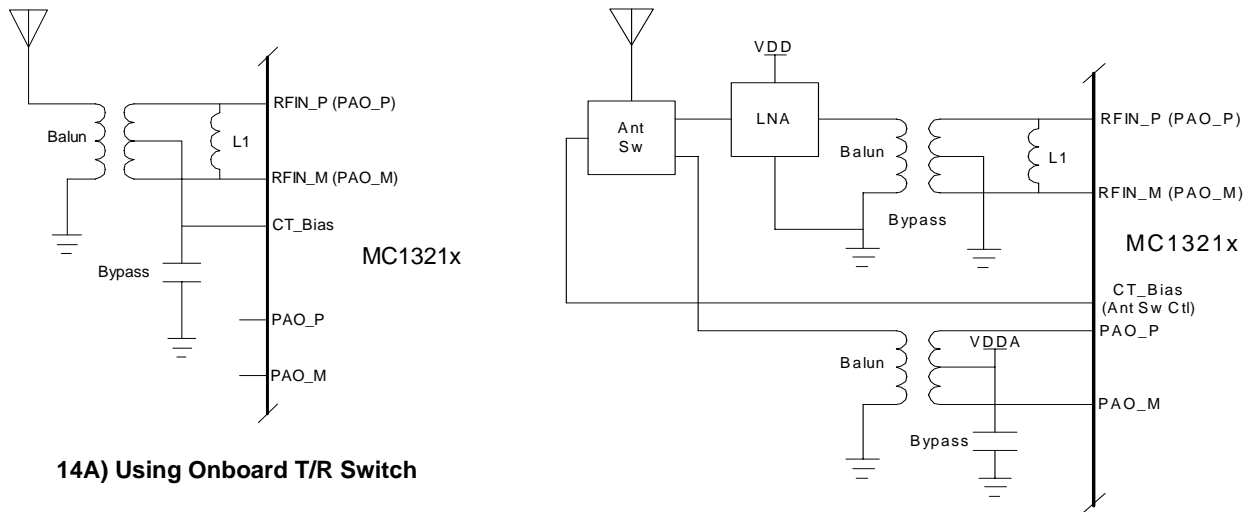 RFIN_P (PAO_P)
Balun
L1
RFIN_M (PAO_M)
CT_Bias
MC1321x
Bypass
PAO_P
PAO_M
14A) Using Onboard T/R Switch
VDD
Ant
Sw
LNA
RFIN_P (PAO_P)
Balun
L1
RFIN_M (PAO_M)
Bypass
MC1321x
CT_Bias
(Ant Sw Ctl)
PAO_P
VDDA
Balun
PAO_M
Bypass